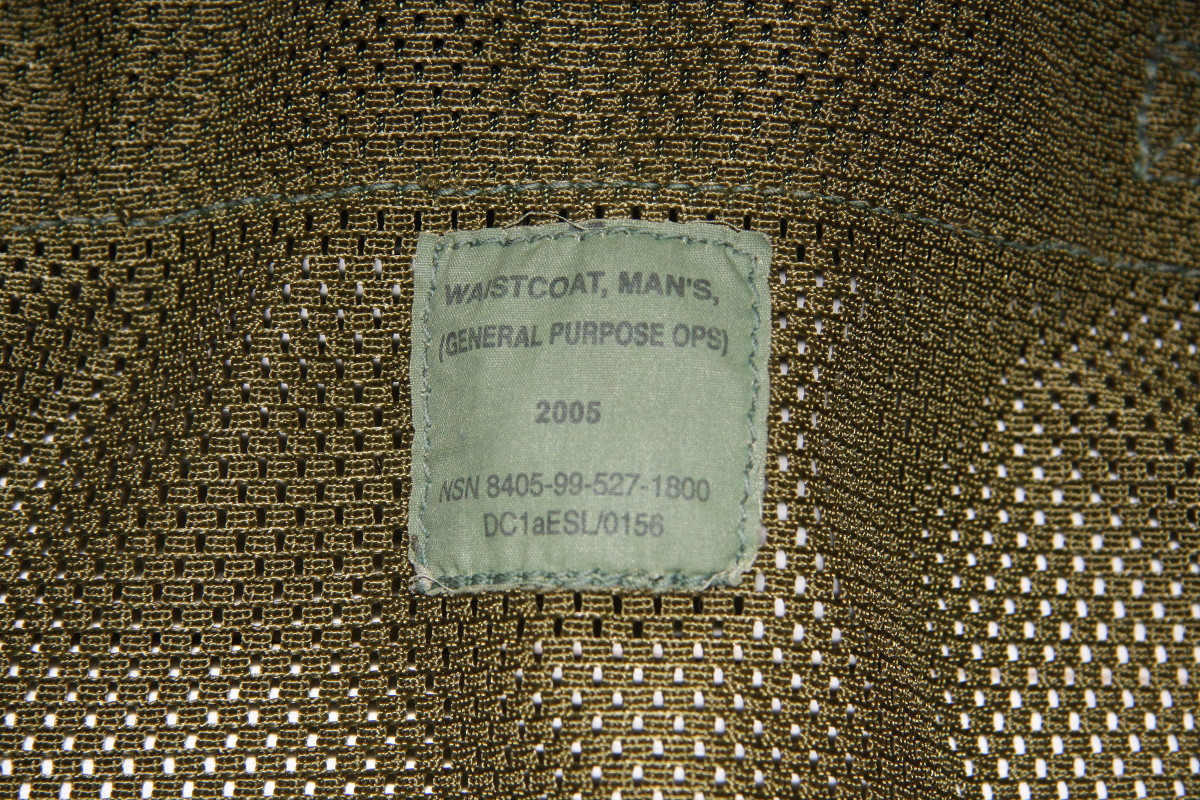 WAISTCOAT, MAN'S,
(GENERAL PURPOSE OPS)
2005
NSN 8405-99-527-1800
DC1aESL/0156